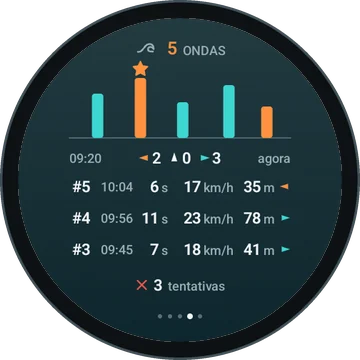 5 ONDAS
09:20 2 0 3 agora
#5 10:04 6 s 17 km/h 35 m
#4 09:56 11 s 23 km/h 78 m
#3 09:45 7 s 18 km/h 41 m
3 tentativas